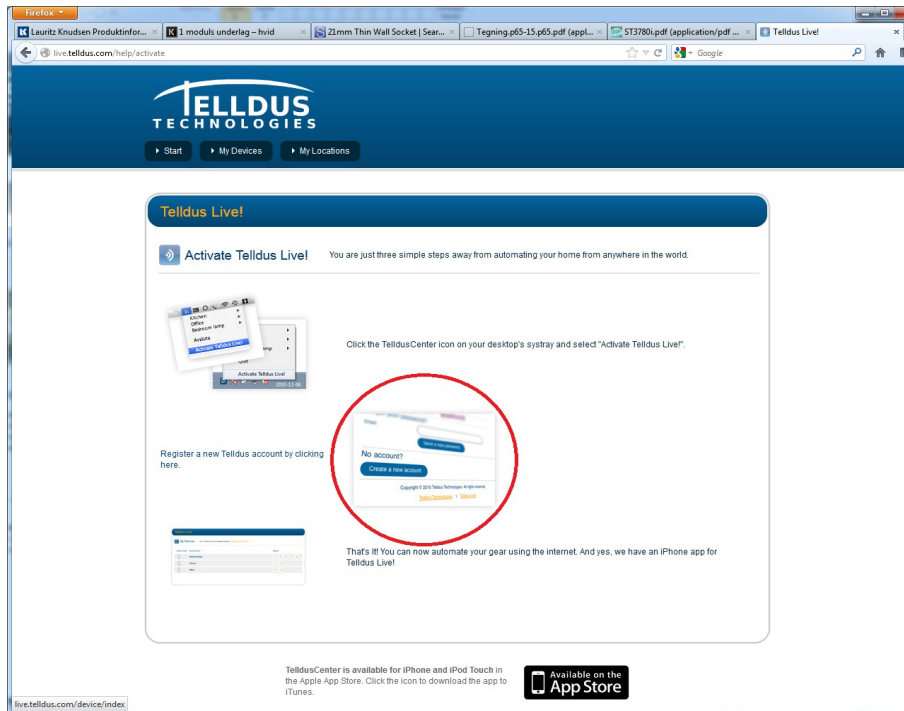 Firefox
Lauritz Knudsen Produktinfor...
1 moduls underlag – hvid
21mm Thin Wall Socket | Sear...
Tegning.p65-15.p65.pdf (appl...
ST3780i.pdf (application/pdf ...
Telldus Live!
live.telldus.com/help/activate
Google
TELLDUS
TECHNOLOGIES
Start
My Devices
My Locations
Telldus Live!
Activate Telldus Live!
You are just three simple steps away from automating your home from anywhere in the world.
Kitchen
Office
Bedroom lamp
Avsluta
Activate Telldus Live!
Quit
Activate Telldus Live!
2010-12-06
Click the TelldusCenter icon on your desktop's systray and select "Activate Telldus Live!".
Register a new Telldus account by clicking
here.
Send a new password
No account?
Create a new account
Copyright © 2010 Telldus Technologies. All rights reserved.
Telldus Technologies
My Devices
That's It! You can now automate your gear using the internet. And yes, we have an iPhone app for
Telldus Live!
TelldusCenter is available for iPhone and iPod Touch in
the Apple App Store. Click the icon to download the app to
iTunes.
Available on the
App Store
live.telldus.com/device/index